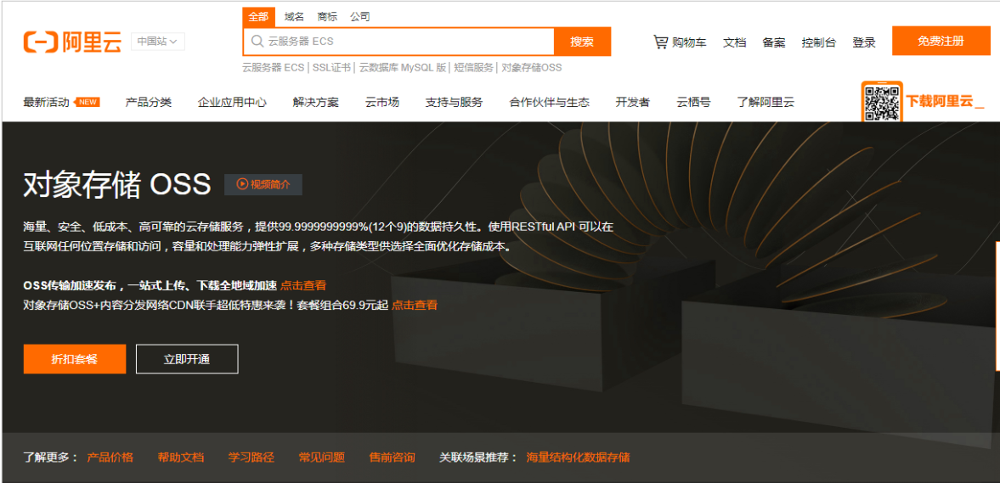 全部 域名 商标 公司
阿里云 中国站 云服务器 ECS 搜索 购物车 文档 备案 控制台 登录 免费注册
云服务器 ECS | SSL证书 | 云数据库 MySQL 版 | 短信服务 | 对象存储OSS
最新活动 NEW 产品分类 企业应用中心 解决方案 云市场 支持与服务 合作伙伴与生态 开发者 云栖号 了解阿里云 下载阿里云_
对象存储 OSS 视频简介
海量、安全、低成本、高可靠的云存储服务，提供99.9999999999%(12个9)的数据持久性。使用RESTful API 可以在
互联网任何位置存储和访问，容量和处理能力弹性扩展，多种存储类型供选择全面优化存储成本。
OSS传输加速发布，一站式上传、下载全地域加速 点击查看
对象存储OSS+内容分发网络CDN联手超低特惠来袭！套餐组合69.9元起 点击查看
折扣套餐 立即开通
了解更多： 产品价格 帮助文档 学习路径 常见问题 售前咨询 关联场景推荐： 海量结构化数据存储